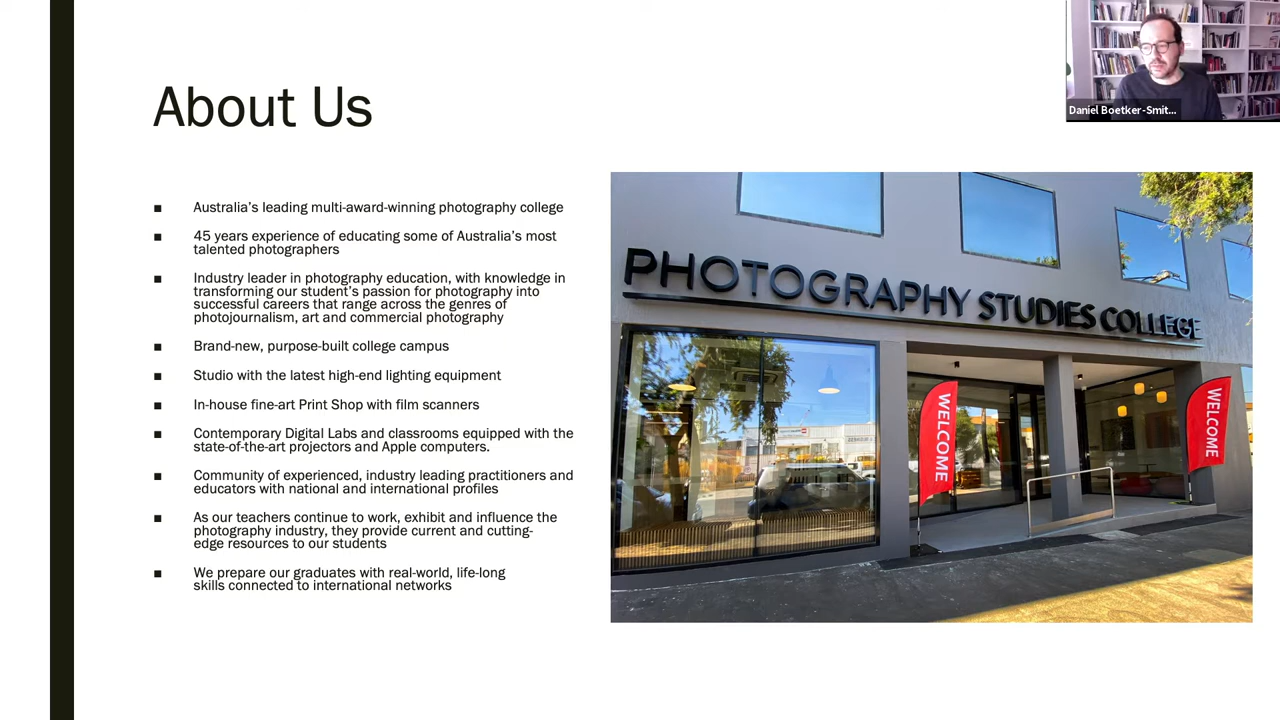 About Us
Daniel Boetker-Smit...
■ Australia's leading multi-award-winning photography college
■ 45 years experience of educating some of Australia's most
talented photographers
■ Industry leader in photography education, with knowledge in
transforming our student's passion for photography into
successful careers that range across the genres of
photojournalism, art and commercial photography
■ Brand-new, purpose-built college campus
■ Studio with the latest high-end lighting equipment
■ In-house fine-art Print Shop with film scanners
■ Contemporary Digital Labs and classrooms equipped with the
state-of-the-art projectors and Apple computers.
■ Community of experienced, industry leading practitioners and
educators with national and international profiles
■ As our teachers continue to work, exhibit and influence the
photography industry, they provide current and cutting-
edge resources to our students
■ We prepare our graduates with real-world, life-long
skills connected to international networks
PHOTOGRAPHY STUDIES COLLEGE
WELCOME
WELCOME